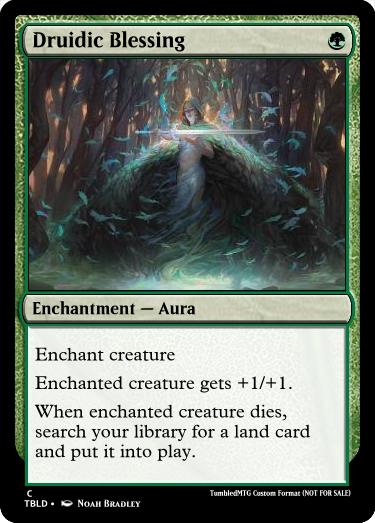 Druidic Blessing
Enchantment — Aura
Enchant creature
Enchanted creature gets +1/+1.
When enchanted creature dies,
search your library for a land card
and put it into play.
C
TBLD • Noah Bradley
TumbledMTG Custom Format (NOT FOR SALE)